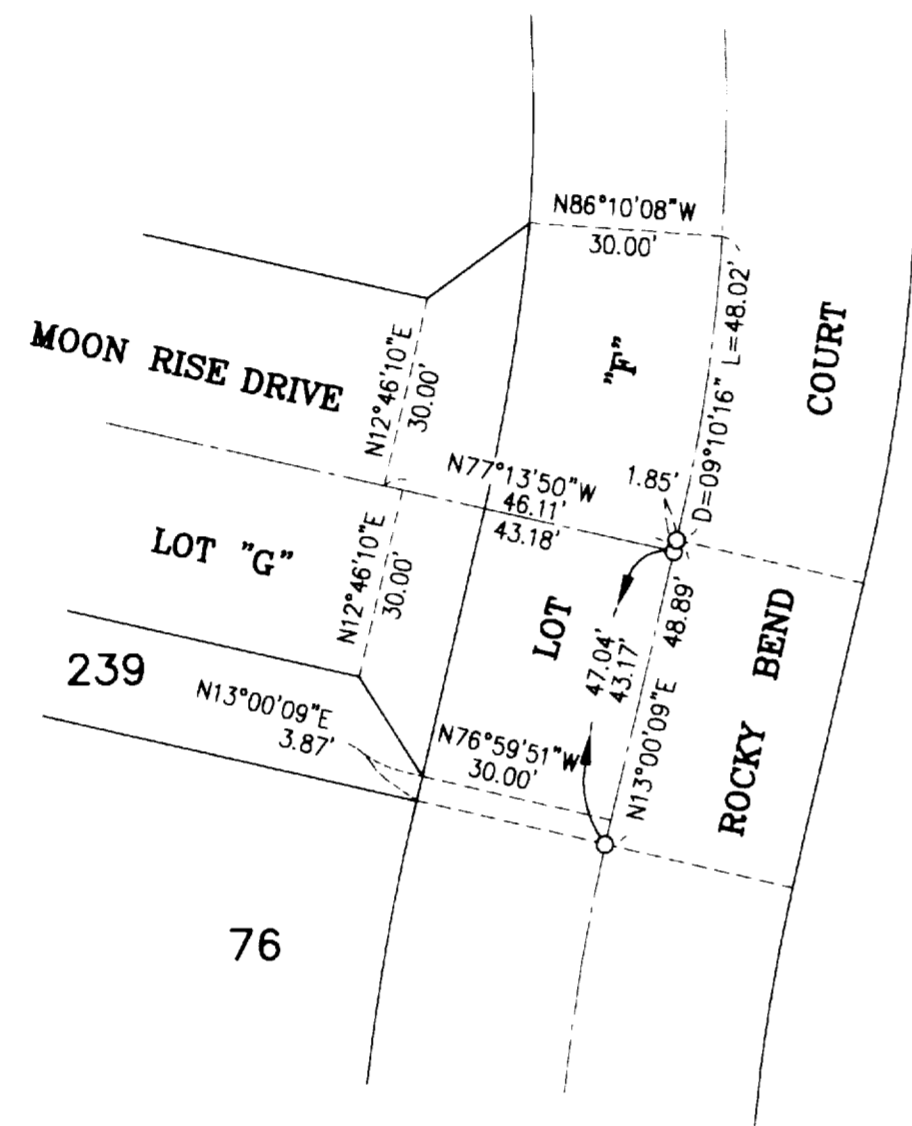 N86°10'08"W
30.00'
D=09°10'16" L=48.02'
COURT
MOON RISE DRIVE
N12°46'10"E
30.00'
"F"
N77°13'50"W
46.11'
43.18'
1.85'
LOT "G"
N12°46'10"E
30.00'
LOT
47.04'
43.17'
48.89'
N13°00'09"E
ROCKY BEND
239
N13°00'09"E
3.87'
N76°59'51"W
30.00'
76